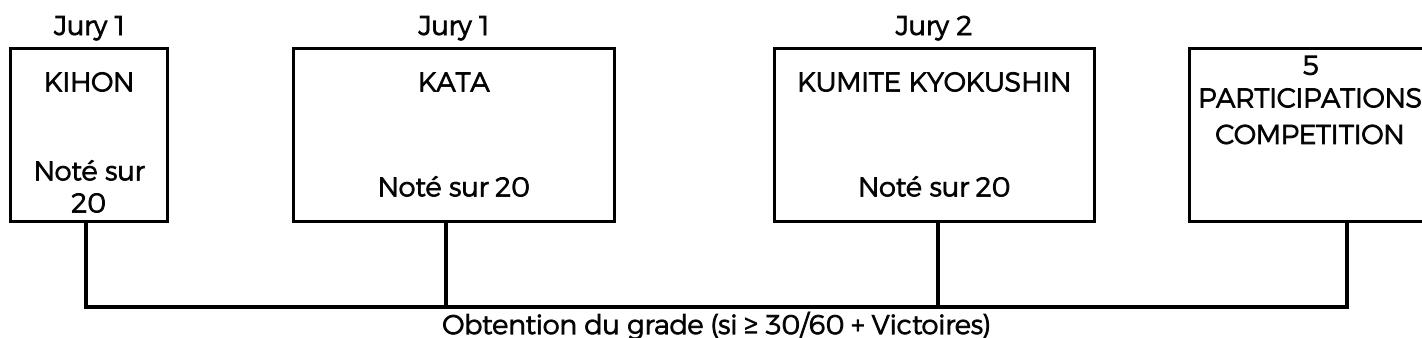 Jury 1
KIHON
Noté sur
20
Jury 1
KATA
Noté sur 20
Jury 2
KUMITE KYOKUSHIN
Noté sur 20
5
PARTICIPATIONS
COMPETITION
Obtention du grade (si ≥ 30/60 + Victoires)